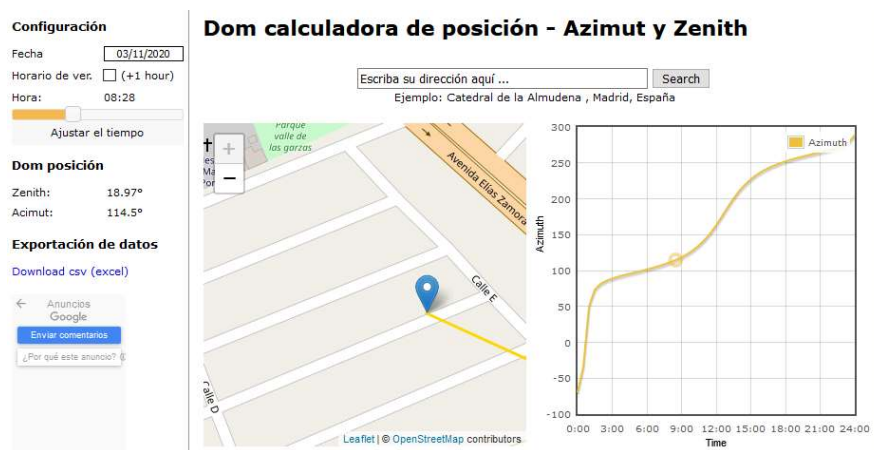 Configuración
Fecha 03/11/2020
Horario de ver. (+1 hour)
Hora: 08:28
Ajustar el tiempo
Dom posición
Zenith: 18.97°
Acimut: 114.5°
Exportación de datos
Download csv (excel)
Anuncios
Google
Enviar comentarios
¿Por qué este anuncio?
Dom calculadora de posición - Azimut y Zenith
Escriba su dirección aquí ... Search
Ejemplo: Catedral de la Almudena , Madrid, España
+
−
Parque
valle de
las garzas
Avenida Elías Zamora
Calle E
Calle D
Leaflet | © OpenStreetMap contributors
Azimuth
300
250
200
150
100
50
0
-50
-100
Azimuth
0:00 3:00 6:00 9:00 12:00 15:00 18:00 21:00 24:00
Time